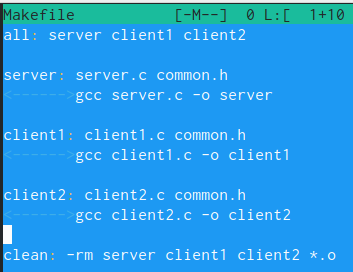 Makefile [-M--] 0 L:[ 1+10
all: server client1 client2
server: server.c common.h
<------>gcc server.c -o server
client1: client1.c common.h
<------>gcc client1.c -o client1
client2: client2.c common.h
<------>gcc client2.c -o client2
clean: -rm server client1 client2 *.o